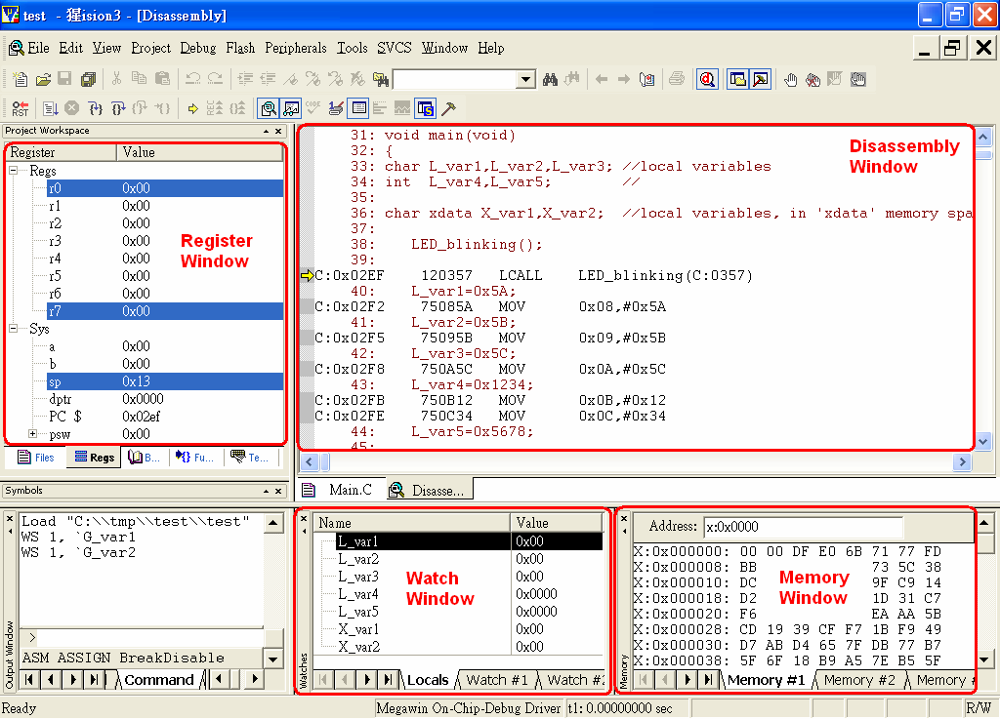 test - 猩ision3 - [Disassembly]
File Edit View Project Debug Flash Peripherals Tools SVCS Window Help
RST
CODE
Project Workspace
Register Value
Regs
r0 0x00
r1 0x00
r2 0x00
r3 0x00
r4 0x00
r5 0x00
r6 0x00
r7 0x00
Sys
a 0x00
b 0x00
sp 0x13
dptr 0x0000
PC $ 0x02ef
psw 0x00
Register
Window
Files Regs B... Fu... Te...
31: void main(void)
32: {
33: char L_var1,L_var2,L_var3; //local variables
34: int L_var4,L_var5; //
35:
36: char xdata X_var1,X_var2; //local variables, in 'xdata' memory spa
37:
38: LED_blinking();
39:
C:0x02EF 120357 LCALL LED_blinking(C:0357)
40: L_var1=0x5A;
C:0x02F2 75085A MOV 0x08,#0x5A
41: L_var2=0x5B;
C:0x02F5 75095B MOV 0x09,#0x5B
42: L_var3=0x5C;
C:0x02F8 750A5C MOV 0x0A,#0x5C
43: L_var4=0x1234;
C:0x02FB 750B12 MOV 0x0B,#0x12
C:0x02FE 750C34 MOV 0x0C,#0x34
44: L_var5=0x5678;
45:
Disassembly
Window
Main.C Disasse...
Symbols
Load "C:\\tmp\\test\\test"
WS 1, `G_var1
WS 1, `G_var2
>
ASM ASSIGN BreakDisable
Command
Output Window
Name Value
L_var1 0x00
L_var2 0x00
L_var3 0x00
L_var4 0x0000
L_var5 0x0000
X_var1 0x00
X_var2 0x00
Watch
Window
Locals Watch #1 Watch #2
Watches
Address: x:0x0000
X:0x000000: 00 00 DF E0 6B 71 77 FD
X:0x000008: BB 73 5C 38
X:0x000010: DC 9F C9 14
X:0x000018: D2 1D 31 C7
X:0x000020: F6 EA AA 5B
X:0x000028: CD 19 39 CF F7 1B F9 49
X:0x000030: D7 AB D4 65 7F DB 77 B7
X:0x000038: 5F 6F 18 B9 A5 7E B5 5F
Memory
Window
Memory #1 Memory #2 Memory
Memory
Ready Megawin On-Chip-Debug Driver t1: 0.00000000 sec R/W